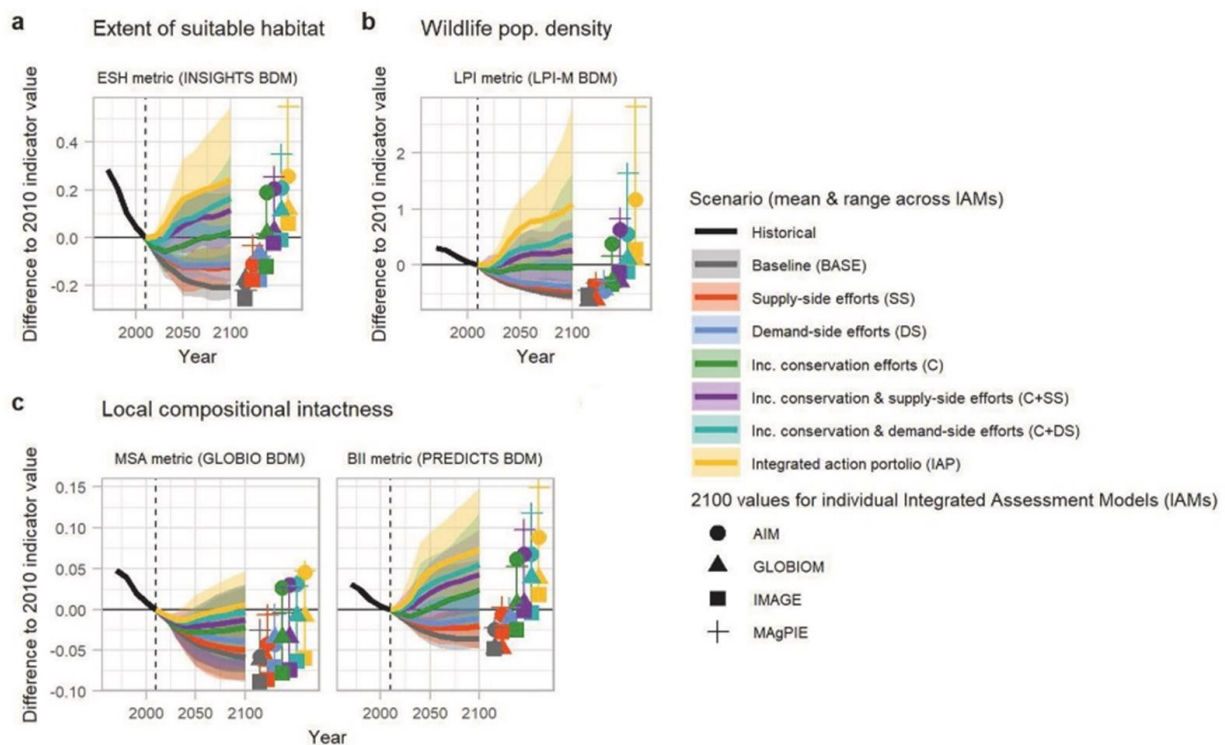 a Extent of suitable habitat
b Wildlife pop. density
ESH metric (INSIGHTS BDM)
Difference to 2010 indicator value
0.4
0.2
0.0
-0.2
2000 2050 2100
Year
LPI metric (LPI-M BDM)
Difference to 2010 indicator value
2
1
0
2000 2050 2100
Year
c Local compositional intactness
MSA metric (GLOBIO BDM)
BII metric (PREDICTS BDM)
Difference to 2010 indicator value
0.15
0.10
0.05
0.00
-0.05
-0.10
2000 2050 2100
2000 2050 2100
Year
Scenario (mean & range across IAMs)
Historical
Baseline (BASE)
Supply-side efforts (SS)
Demand-side efforts (DS)
Inc. conservation efforts (C)
Inc. conservation & supply-side efforts (C+SS)
Inc. conservation & demand-side efforts (C+DS)
Integrated action portolio (IAP)
2100 values for individual Integrated Assessment Models (IAMs)
AIM
GLOBIOM
IMAGE
MAgPIE